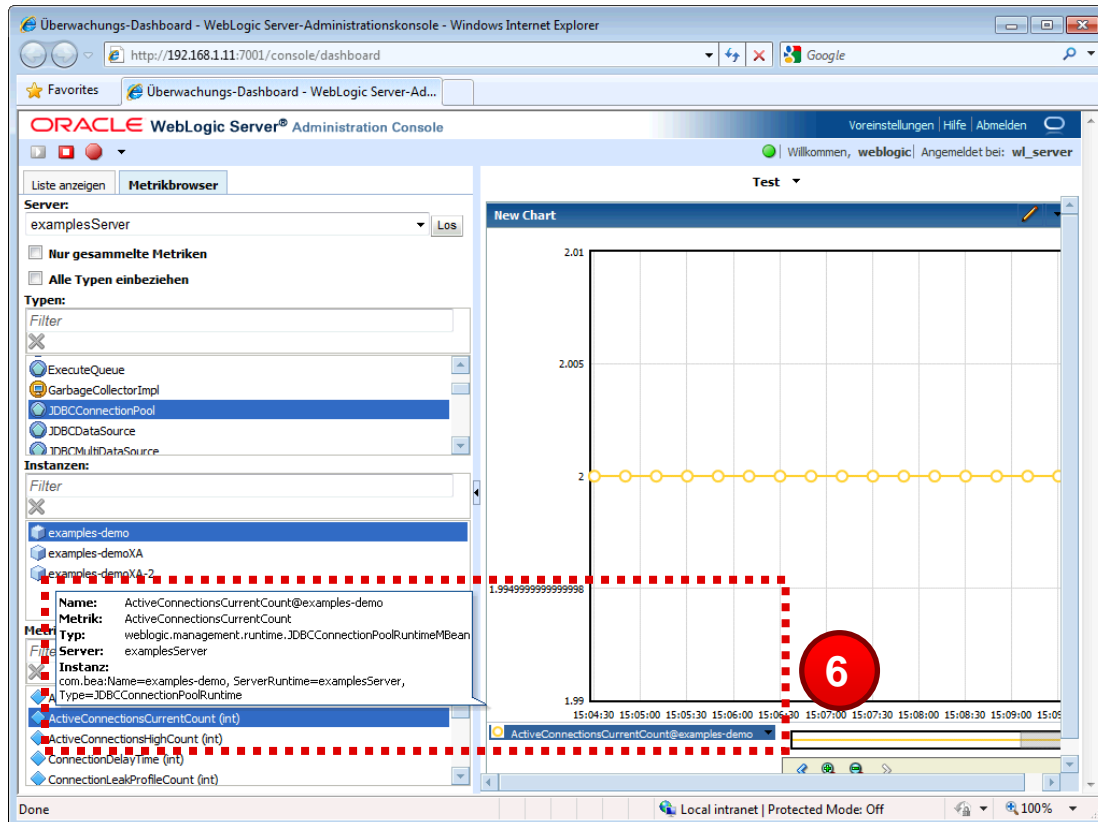 Überwachungs-Dashboard - WebLogic Server-Administrationskonsole - Windows Internet Explorer
http://192.168.1.11:7001/console/dashboard
Google
Favorites
Überwachungs-Dashboard - WebLogic Server-Ad...
ORACLE WebLogic Server® Administration Console
Voreinstellungen | Hilfe | Abmelden
Willkommen, weblogic | Angemeldet bei: wl_server
Liste anzeigen
Metrikbrowser
Server:
examplesServer
Los
Nur gesammelte Metriken
Alle Typen einbeziehen
Typen:
Filter
ExecuteQueue
GarbageCollectorImpl
JDBCConnectionPool
JDBCDataSource
JDBCMultiDataSource
Instanzen:
Filter
examples-demo
examples-demoXA
examples-demoXA-2
Name: ActiveConnectionsCurrentCount@examples-demo
Metrik: ActiveConnectionsCurrentCount
Typ: weblogic.management.runtime.JDBCConnectionPoolRuntimeMBean
Server: examplesServer
Instanz:
com.bea:Name=examples-demo, ServerRuntime=examplesServer,
Type=JDBCConnectionPoolRuntime
ActiveConnectionsCurrentCount (int)
ActiveConnectionsHighCount (int)
ConnectionDelayTime (int)
ConnectionLeakProfileCount (int)
Test
New Chart
2.01
2.005
2
1.9949999999999998
1.99
15:04:30 15:05:00 15:05:30 15:06:00 15:06:30 15:07:00 15:07:30 15:08:00 15:08:30 15:09:00 15:09
ActiveConnectionsCurrentCount@examples-demo
6
Done
Local intranet | Protected Mode: Off
100%